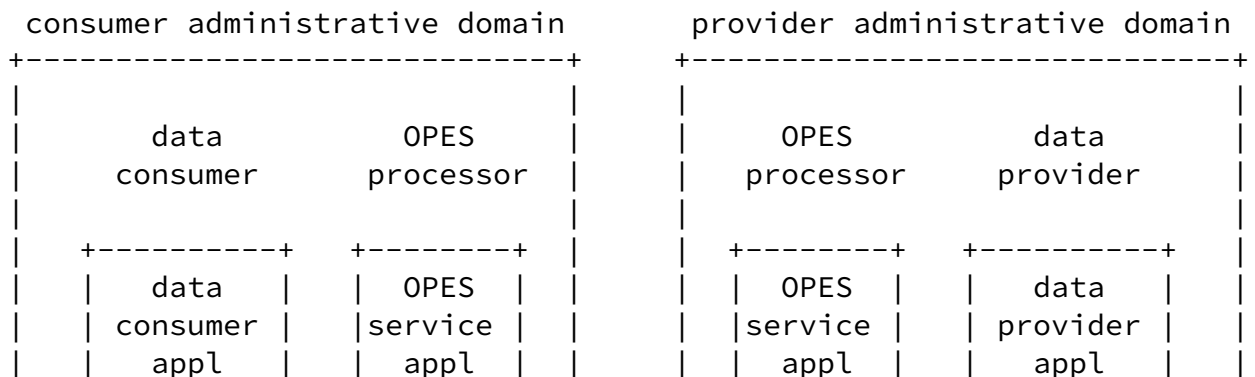 consumer administrative domain       provider administrative domain
+------------------------------+     +------------------------------+
|                              |     |                              |
|       data          OPES     |     |     OPES          data       |
|     consumer      processor  |     |   processor     provider     |
|                              |     |                              |
|   +----------+   +--------+  |     |  +--------+   +----------+   |
|   |   data   |   |  OPES  |  |     |  |  OPES  |   |   data   |   |
|   | consumer |   |service |  |     |  |service |   | provider |   |
|   |   appl   |   |  appl  |  |     |  |  appl  |   |   appl   |   |